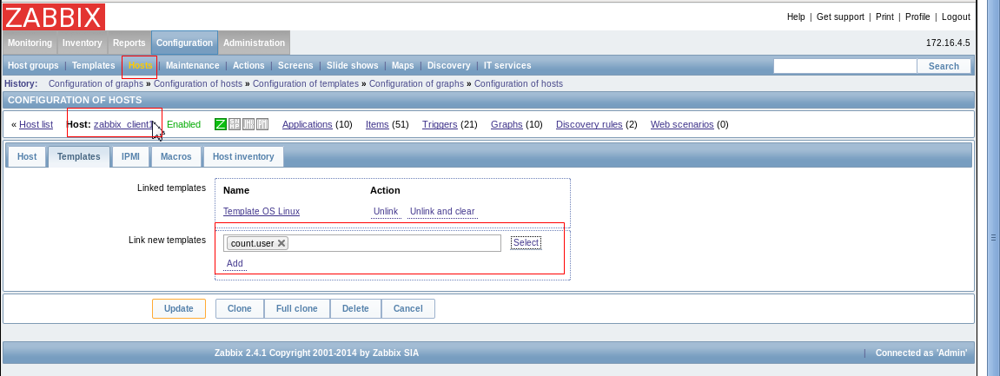 ZABBIX
Help | Get support | Print | Profile | Logout
Monitoring Inventory Reports Configuration Administration 172.16.4.5
Host groups | Templates | Hosts | Maintenance | Actions | Screens | Slide shows | Maps | Discovery | IT services Search
History: Configuration of graphs » Configuration of hosts » Configuration of templates » Configuration of graphs » Configuration of hosts
CONFIGURATION OF HOSTS
« Host list Host: zabbix_client1 Enabled Z Applications (10) Items (51) Triggers (21) Graphs (10) Discovery rules (2) Web scenarios (0)
Host Templates IPMI Macros Host inventory
Linked templates Name Action
Template OS Linux Unlink Unlink and clear
Link new templates count.user Select
Add
Update Clone Full clone Delete Cancel
Zabbix 2.4.1 Copyright 2001-2014 by Zabbix SIA | Connected as 'Admin'